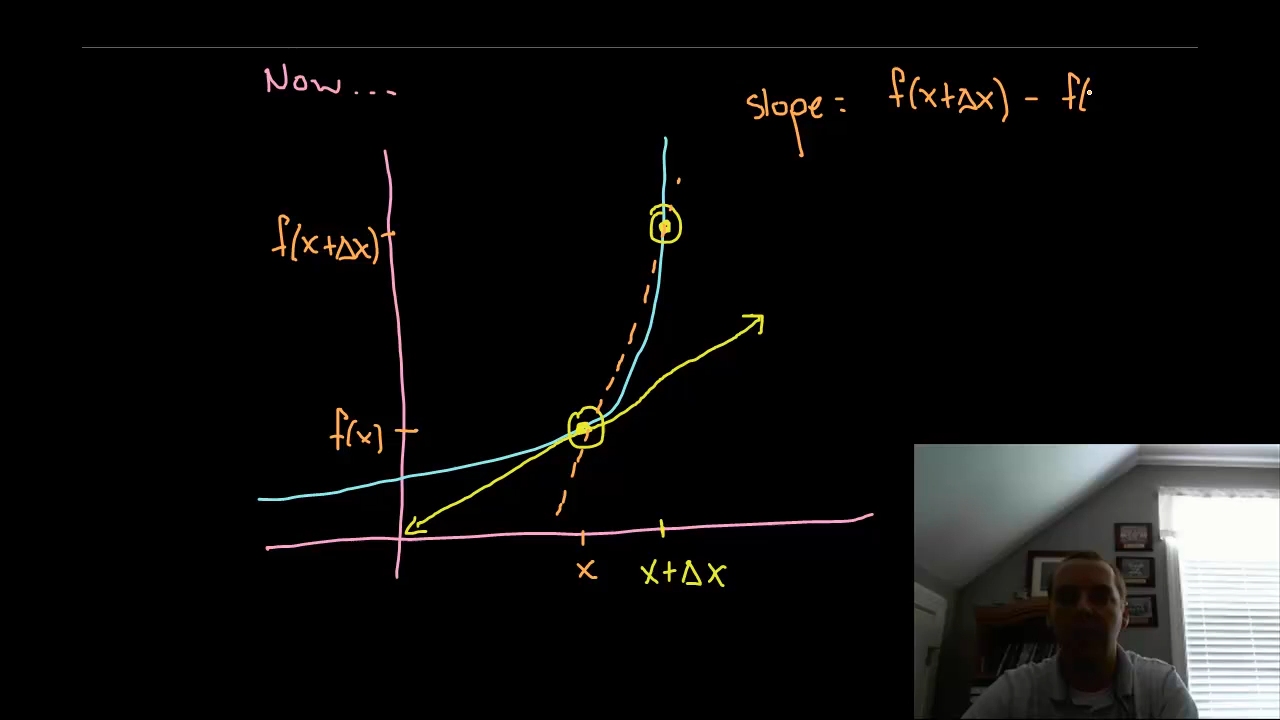 Now...
slope = f(x+Δx) - f(
f(x+Δx)
f(x)
x
x+Δx